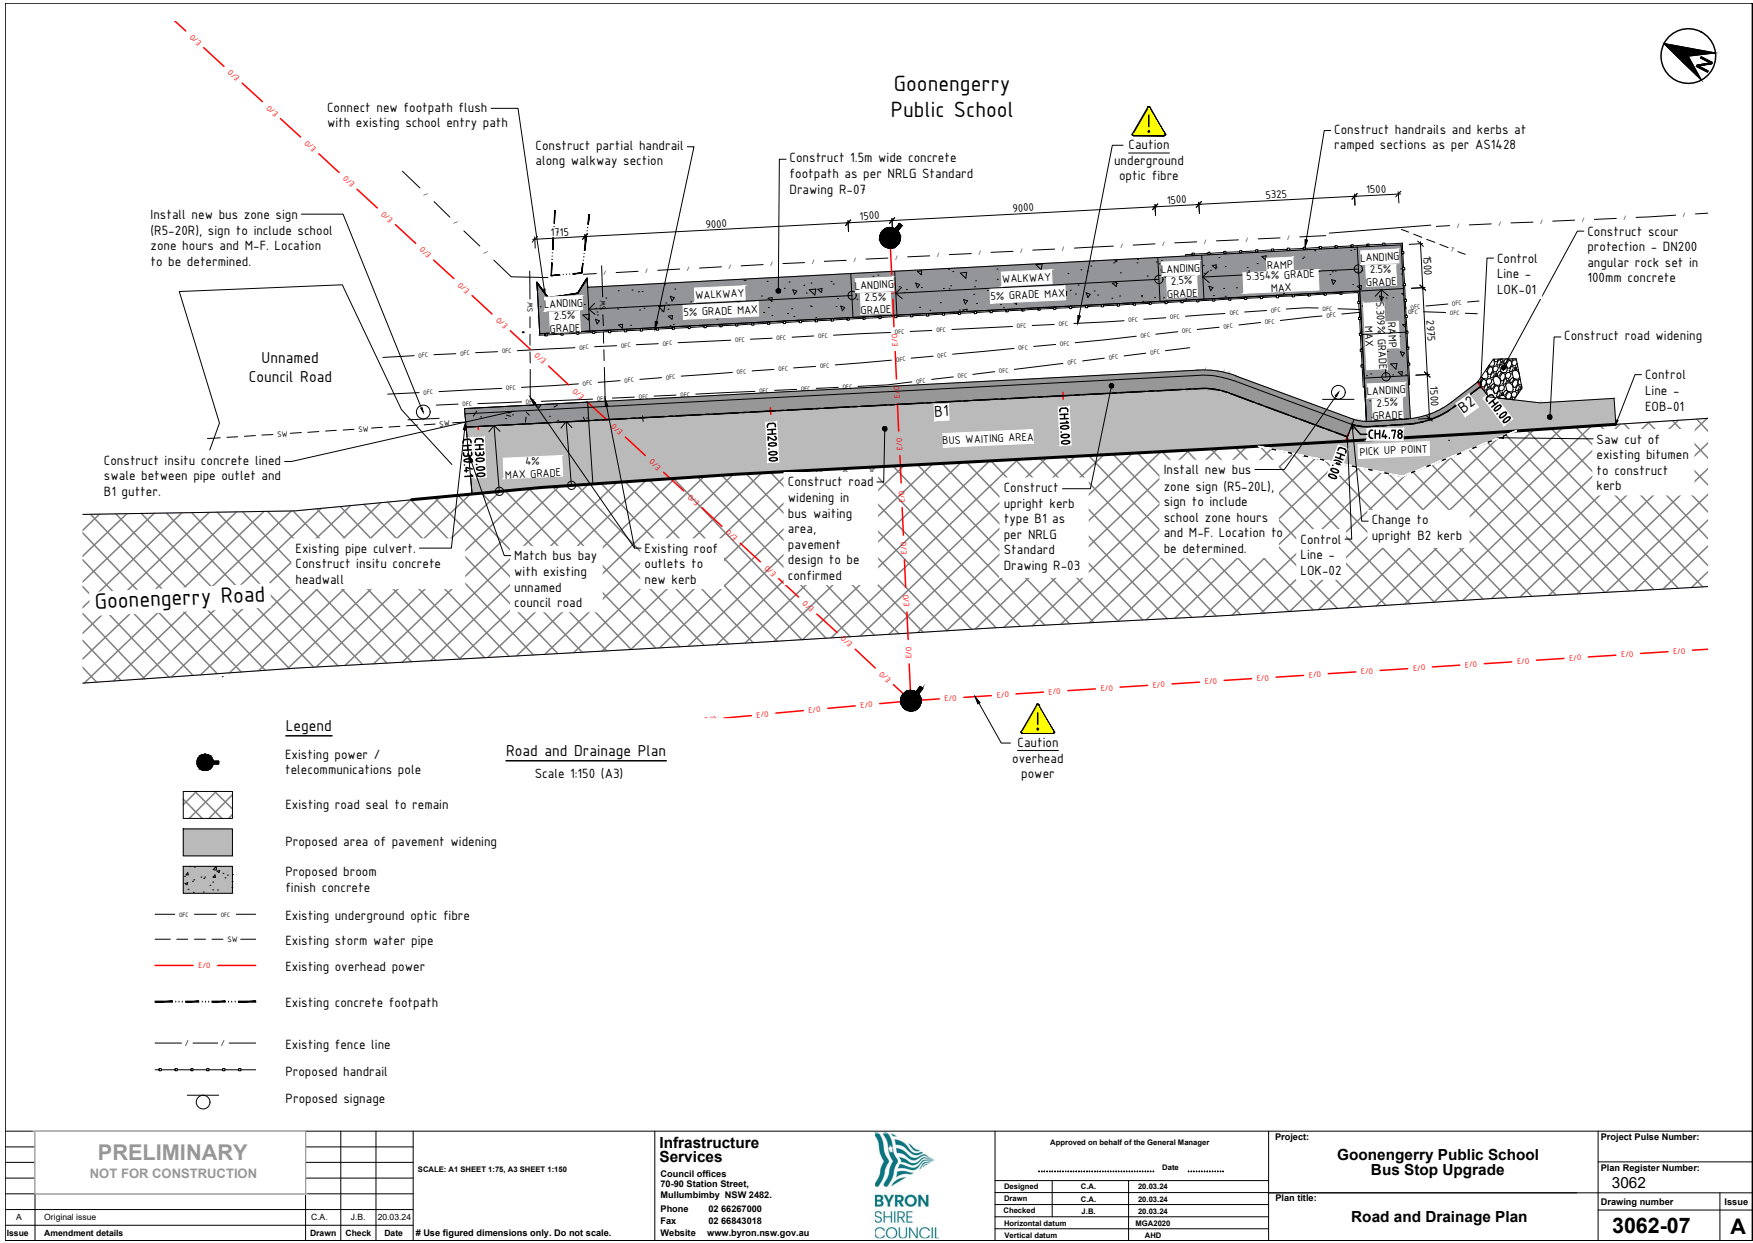 Goonengerry
Public School
N
Connect new footpath flush
with existing school entry path
Construct partial handrail
along walkway section
Construct 1.5m wide concrete
footpath as per NRLG Standard
Drawing R-07
Caution
underground
optic fibre
Construct handrails and kerbs at
ramped sections as per AS1428
Install new bus zone sign
(R5-20R), sign to include school
zone hours and M-F. Location
to be determined.
1715
9000
1500
9000
1500
5325
1500
Construct scour
protection - DN200
angular rock set in
100mm concrete
Control
Line -
LOK-01
Construct road widening
Control
Line -
EOB-01
Unnamed
Council Road
LANDING
2.5%
GRADE
WALKWAY
5% GRADE MAX
LANDING
2.5%
GRADE
WALKWAY
5% GRADE MAX
LANDING
2.5%
GRADE
RAMP
5.354% GRADE
MAX
LANDING
2.5%
GRADE
1500
RAMP
5.309% GRADE
MAX
2975
LANDING
2.5%
GRADE
1500
Construct insitu concrete lined
swale between pipe outlet and
B1 gutter.
SW
SW
SW
CH30.41
CH30.00
4%
MAX GRADE
CH20.00
B1
BUS WAITING AREA
CH10.00
CH4.78
PICK UP POINT
B2
CH0.00
Construct road
widening in
bus waiting
area,
pavement
design to be
confirmed
Construct
upright kerb
type B1 as
per NRLG
Standard
Drawing R-03
Install new bus
zone sign (R5-20L),
sign to include
school zone hours
and M-F. Location to
be determined.
Control
Line -
LOK-02
Change to
upright B2 kerb
Saw cut of
existing bitumen
to construct
kerb
Existing pipe culvert.
Construct insitu concrete
headwall
Match bus bay
with existing
unnamed
council road
Existing roof
outlets to
new kerb
Goonengerry Road
Caution
overhead
power
Road and Drainage Plan
Scale 1:150 (A3)
Legend
Existing power /
telecommunications pole
Existing road seal to remain
Proposed area of pavement widening
Proposed broom
finish concrete
OFC OFC Existing underground optic fibre
SW Existing storm water pipe
E/O Existing overhead power
Existing concrete footpath
Existing fence line
Proposed handrail
Proposed signage
PRELIMINARY
NOT FOR CONSTRUCTION
A Original issue C.A. J.B. 20.03.24
Issue Amendment details Drawn Check Date
SCALE: A1 SHEET 1:75, A3 SHEET 1:150
# Use figured dimensions only. Do not scale.
Infrastructure
Services
Council offices
70-90 Station Street,
Mullumbimby NSW 2482.
Phone 02 66267000
Fax 02 66843018
Website www.byron.nsw.gov.au
BYRON
SHIRE
COUNCIL
Approved on behalf of the General Manager
Date
Designed C.A. 20.03.24
Drawn C.A. 20.03.24
Checked J.B. 20.03.24
Horizontal datum MGA2020
Vertical datum AHD
Project:
Goonengerry Public School
Bus Stop Upgrade
Plan title:
Road and Drainage Plan
Project Pulse Number:
Plan Register Number:
3062
Drawing number Issue
3062-07 A